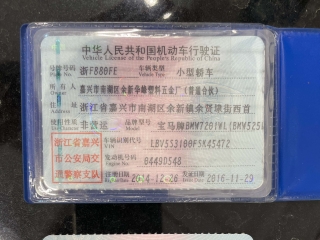 中华人民共和国机动车行驶证
Vehicle License of the People's Republic of China
号牌号码 浙F880FE 车辆类型 小型轿车
Plate No. Vehicle Type
所有人 嘉兴市南湖区余新争峰塑料五金厂(普通合伙)
Owner
住址 浙江省嘉兴市南湖区余新镇余贤埭街西首
Address
使用性质 非营运 品牌型号 宝马牌BMW7201WL(BMW525
Use Character Model
浙江省嘉兴 车辆识别代号 LBV5S3100FSK45472
VIN
市公安局交 发动机号码 0449D548
Engine No.
通警察支队 注册日期 2014-12-26 发证日期 2016-11-29
Register Date Issue Date